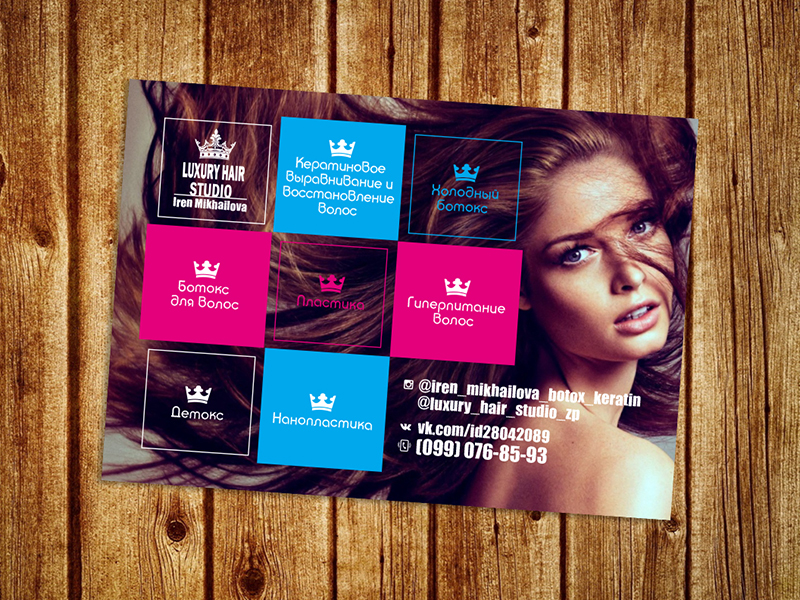 LUXURY HAIR
STUDIO
Iren Mikhailova
Кератиновое
выравнивание и
восстановление
волос
Холодный
ботокс
Ботокс
для волос
Пластика
Гиперпитание
волос
Детокс
Нанопластика
@iren_mikhailova_botox_keratin
@luxury_hair_studio_zp
vk.com/id28042089
(099) 076-85-93